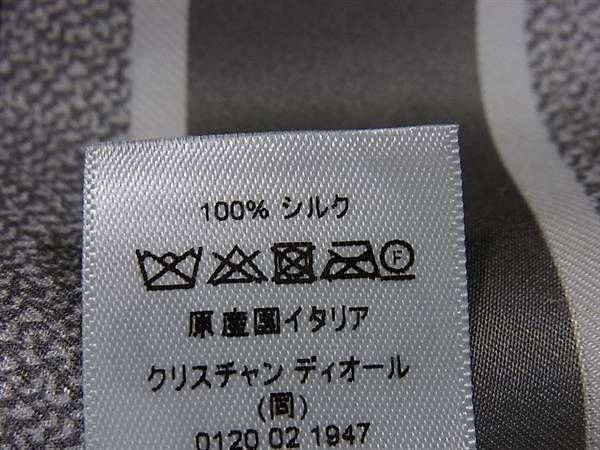 100% シルク
F
原産国イタリア
クリスチャン ディオール
(同)
0120 02 1947